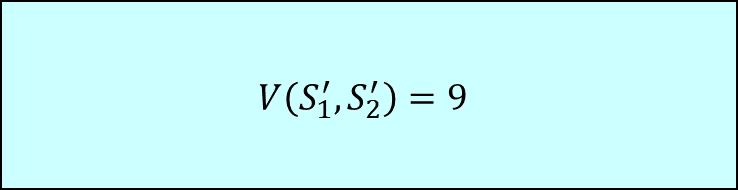 V(S′₁, S′₂) = 9